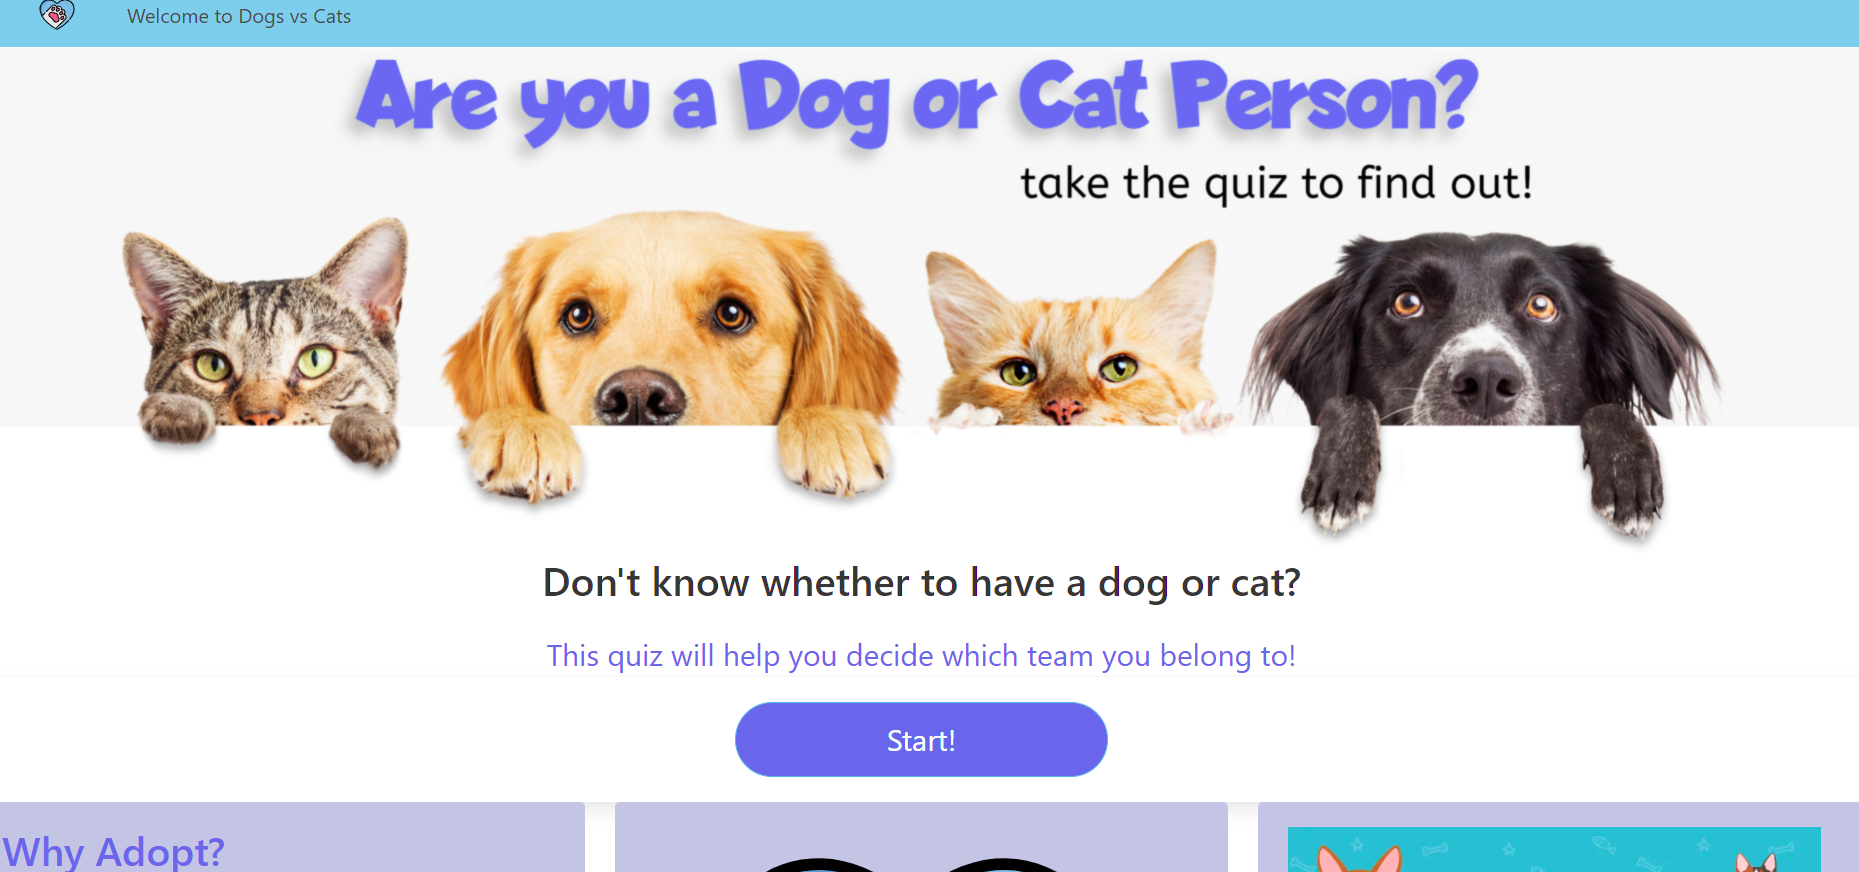 Welcome to Dogs vs Cats
Are you a Dog or Cat Person?
take the quiz to find out!
Don't know whether to have a dog or cat?
This quiz will help you decide which team you belong to!
Start!
Why Adopt?